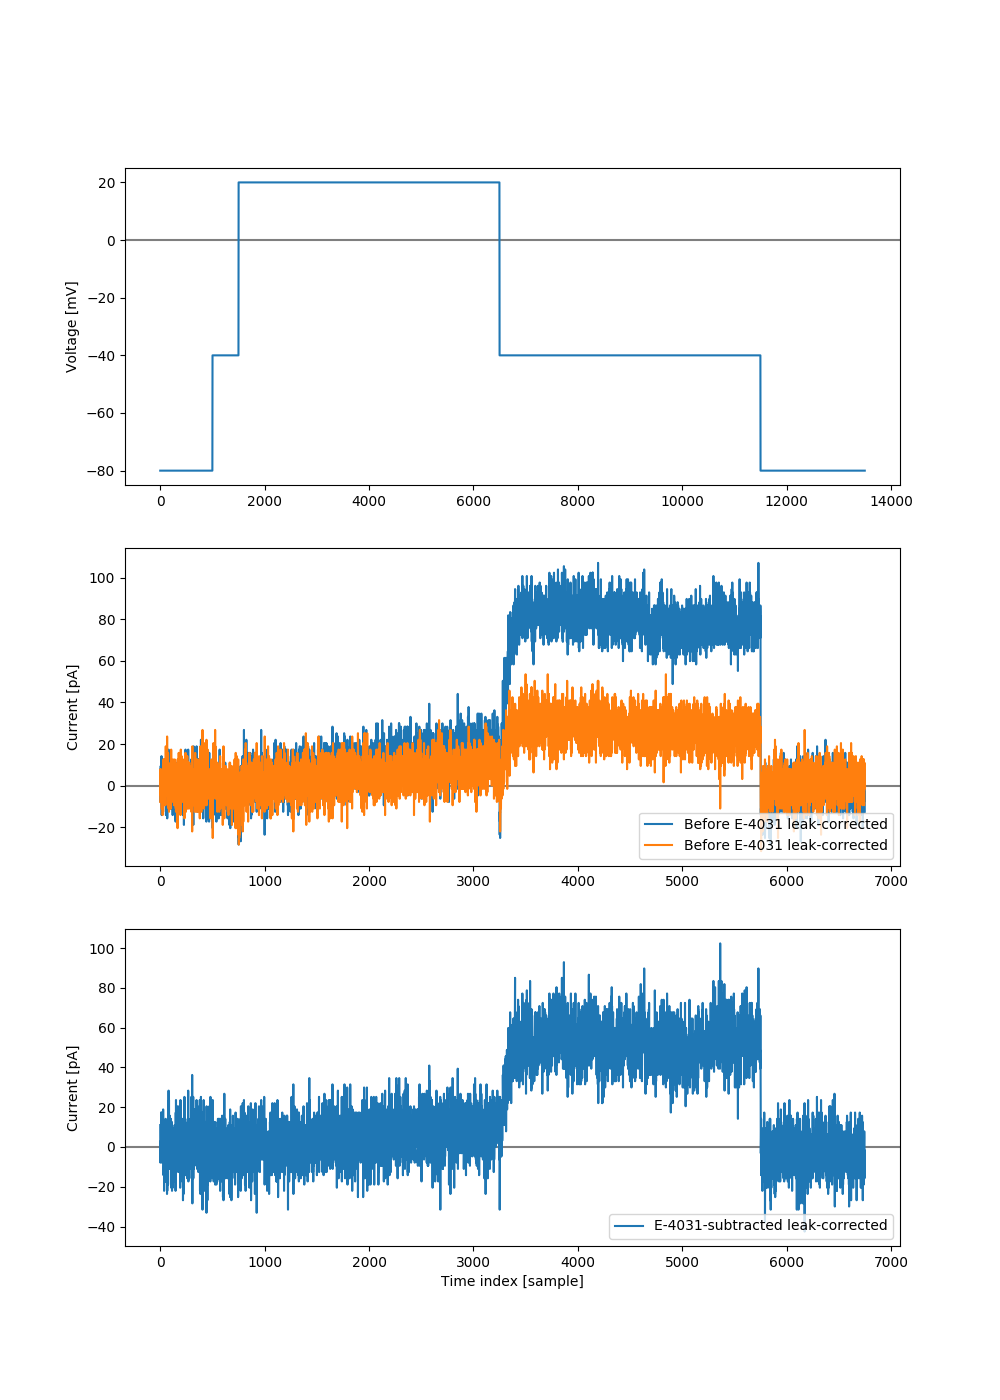 20
0
−20
−40
−60
−80
Voltage [mV]
0 2000 4000 6000 8000 10000 12000 14000
100
80
60
40
20
0
−20
Current [pA]
Before E-4031 leak-corrected
Before E-4031 leak-corrected
0 1000 2000 3000 4000 5000 6000 7000
100
80
60
40
20
0
−20
−40
Current [pA]
E-4031-subtracted leak-corrected
0 1000 2000 3000 4000 5000 6000 7000
Time index [sample]